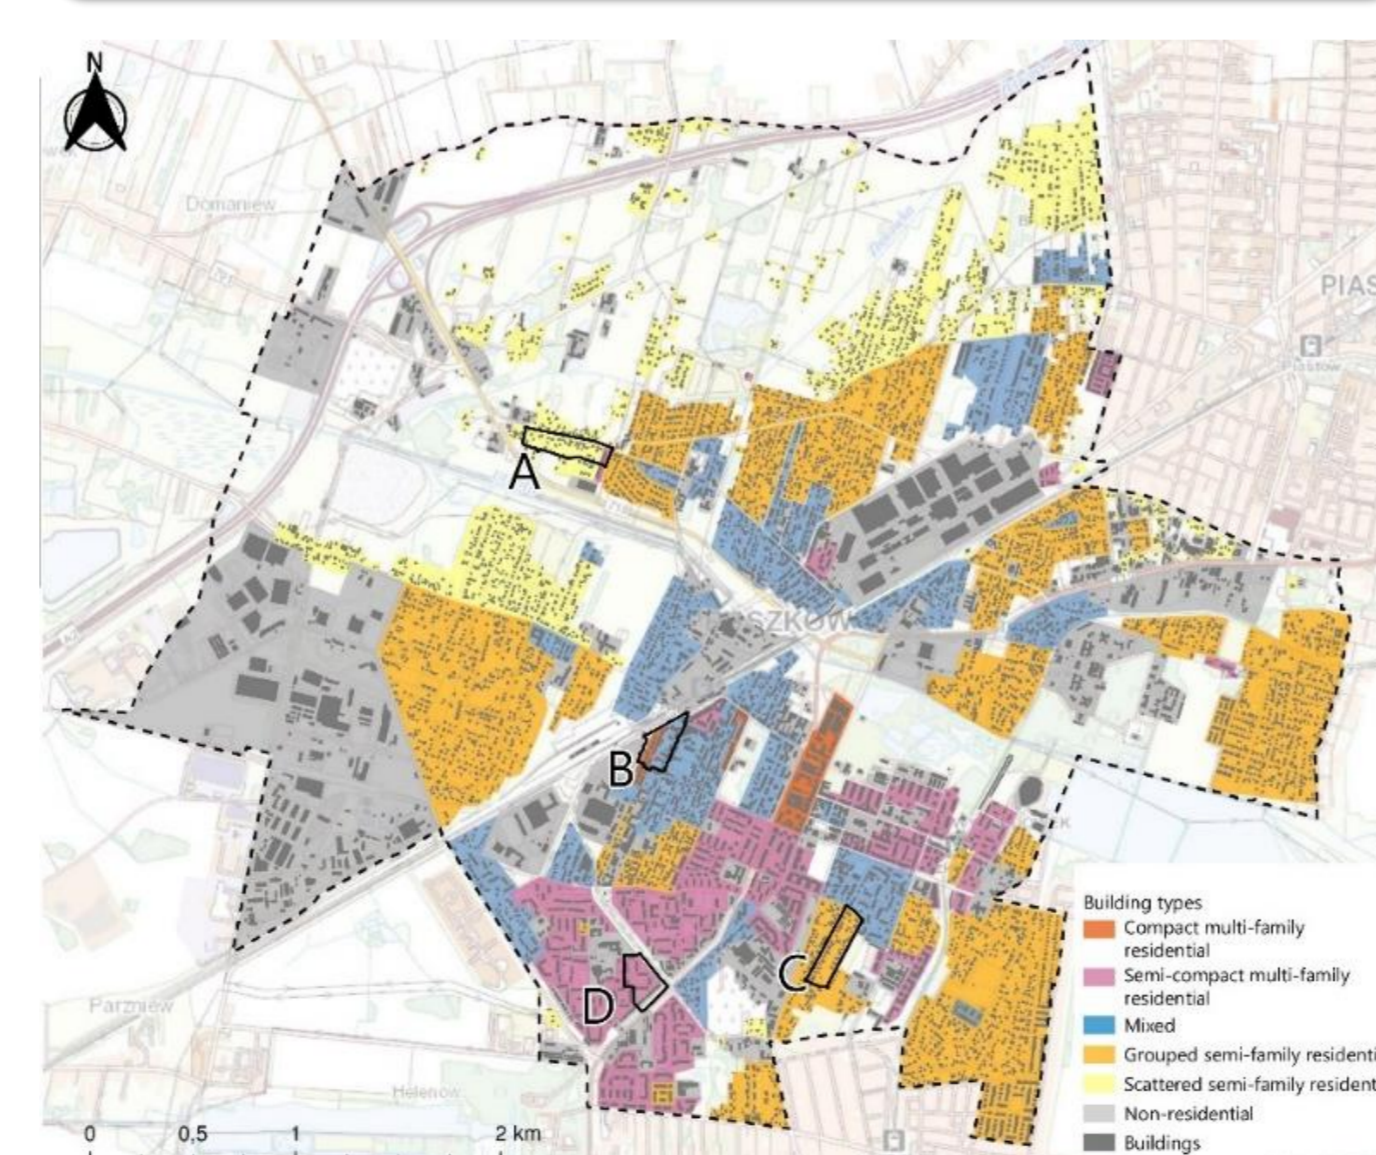 N
Domaniew
PIAS
Piastów
A
SZKÓW
B
C
D
Parzniew
Helenów
0 0,5 1 2 km
Building types
Compact multi-family
residential
Semi-compact multi-family
residential
Mixed
Grouped semi-family residenti
Scattered semi-family resident
Non-residential
Buildings